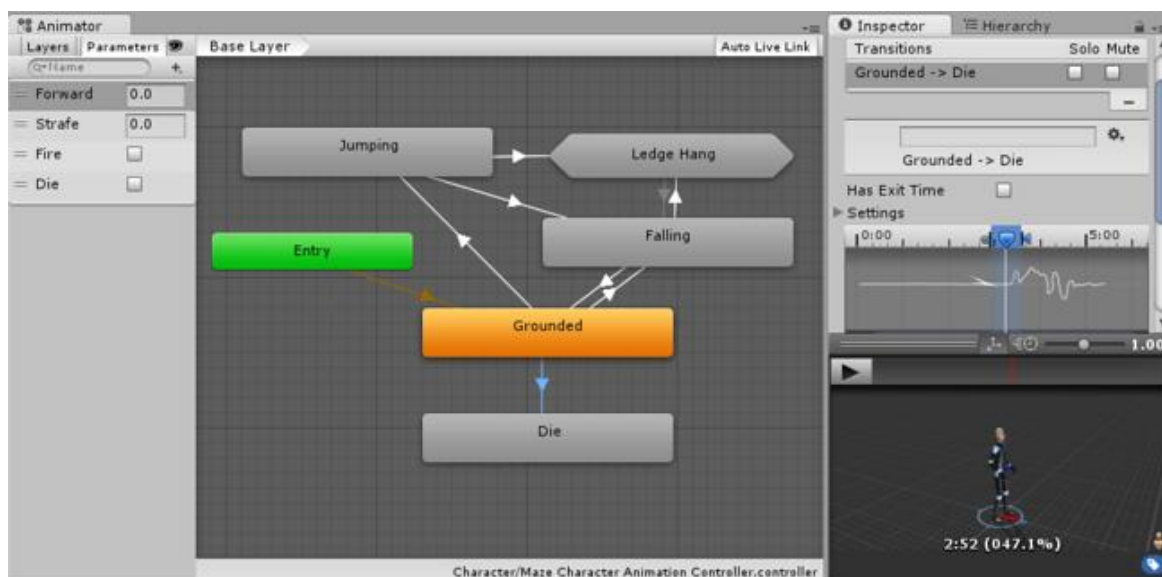 Animator
Layers Parameters
Name
Forward 0.0
Strafe 0.0
Fire
Die
Base Layer
Auto Live Link
Jumping
Ledge Hang
Falling
Entry
Grounded
Die
Character/Maze Character Animation Controller.controller
Inspector Hierarchy
Transitions Solo Mute
Grounded -> Die
Grounded -> Die
Has Exit Time
Settings
0:00 5:00
1.00
2:52 (047.1%)